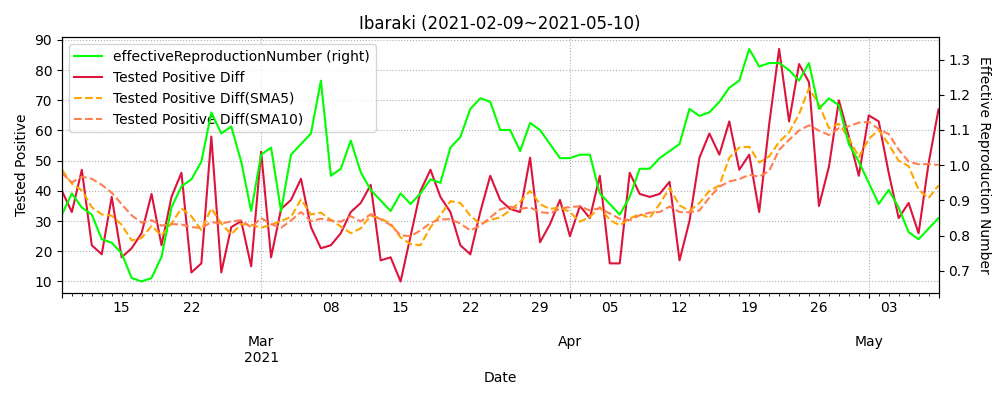 Ibaraki (2021-02-09~2021-05-10)
effectiveReproductionNumber (right)
Tested Positive Diff
Tested Positive Diff(SMA5)
Tested Positive Diff(SMA10)
Tested Positive
90
80
70
60
50
40
30
20
10
1.3
1.2
1.1
1.0
0.9
0.8
0.7
Effective Reproduction Number
15 22 08 15 22 29 05 12 19 26 03
Mar Apr May
2021
Date